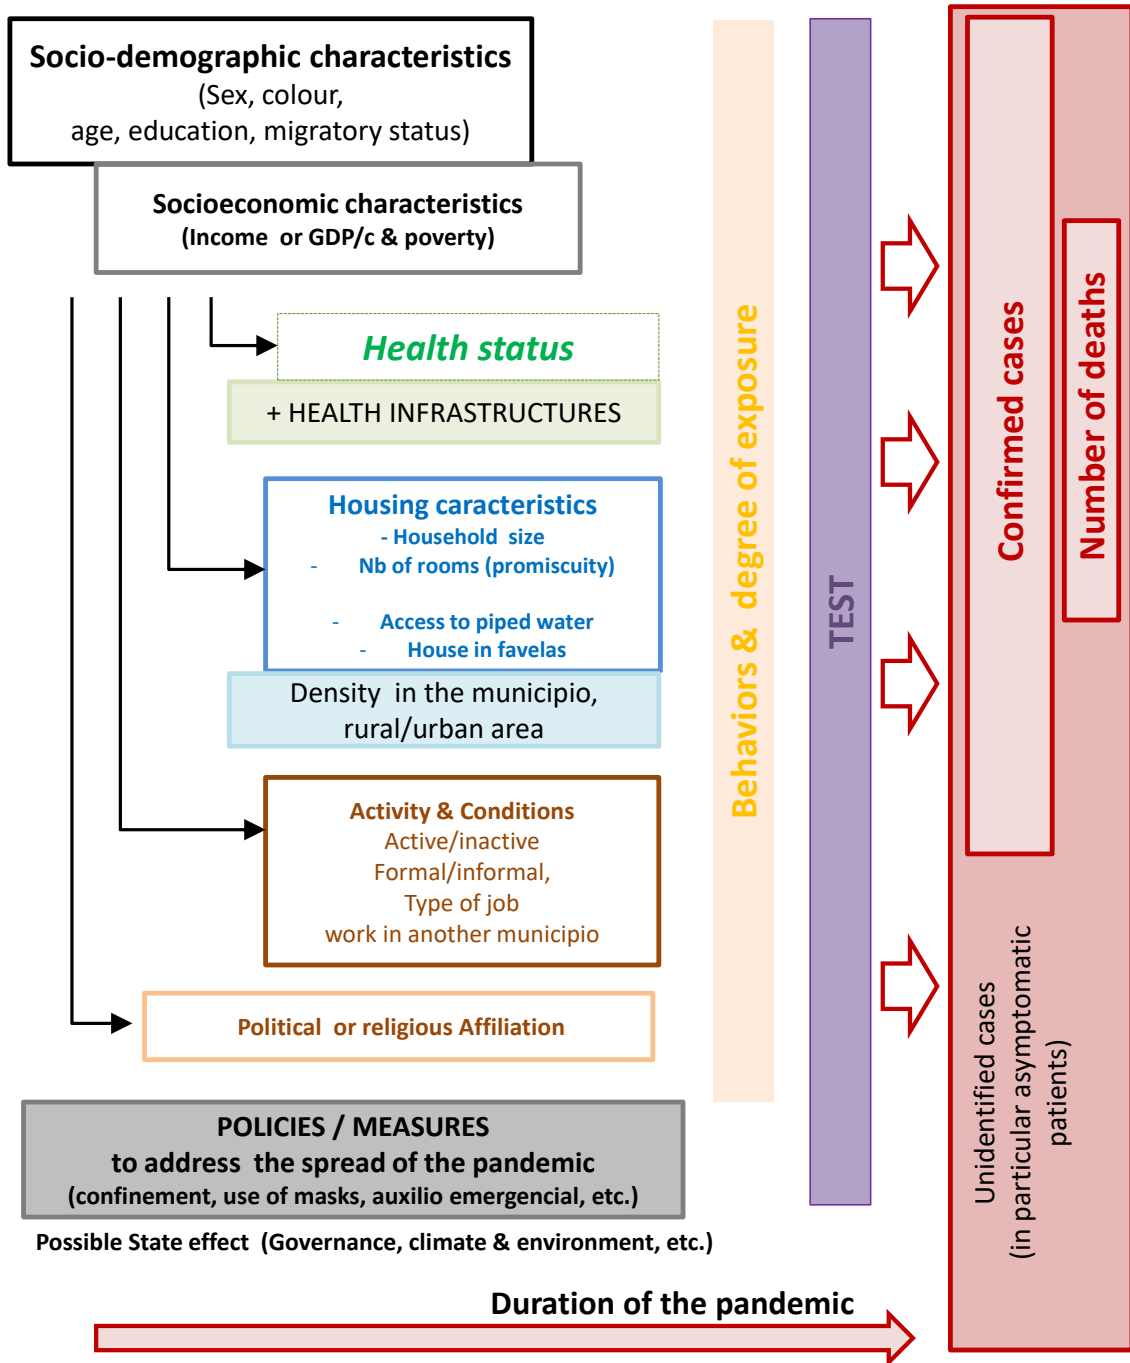 Socio-demographic characteristics
(Sex, colour,
age, education, migratory status)
Socioeconomic characteristics
(Income or GDP/c & poverty)
Health status
+ HEALTH INFRASTRUCTURES
Housing caracteristics
- Household size
- Nb of rooms (promiscuity)
- Access to piped water
- House in favelas
Density in the municipio,
rural/urban area
Activity & Conditions
Active/inactive
Formal/informal,
Type of job
work in another municipio
Political or religious Affiliation
POLICIES / MEASURES
to address the spread of the pandemic
(confinement, use of masks, auxilio emergencial, etc.)
Possible State effect (Governance, climate & environment, etc.)
Duration of the pandemic
Behaviors & degree of exposure
TEST
Confirmed cases
Number of deaths
Unidentified cases
(in particular asymptomatic
patients)